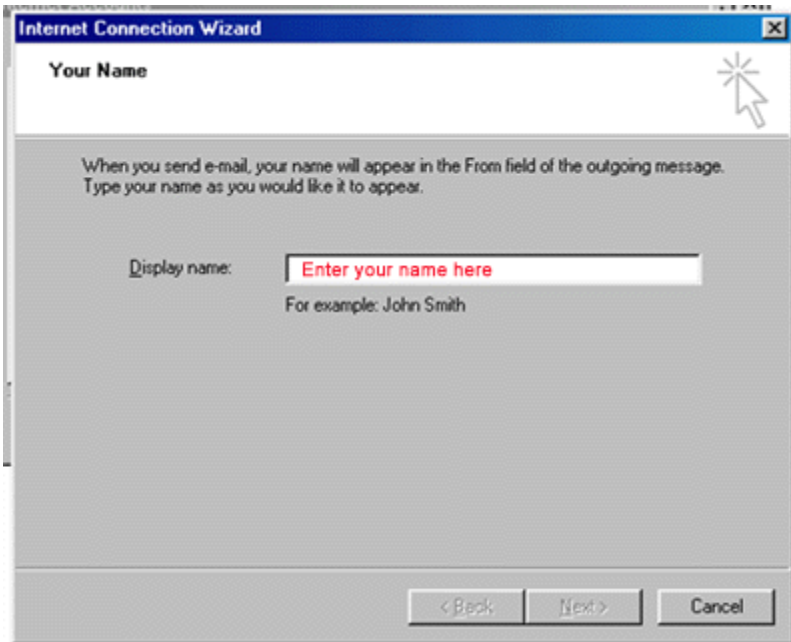 Internet Connection Wizard
Your Name
When you send e-mail, your name will appear in the From field of the outgoing message.
Type your name as you would like it to appear.
Display name: Enter your name here
For example: John Smith
< Back Next > Cancel